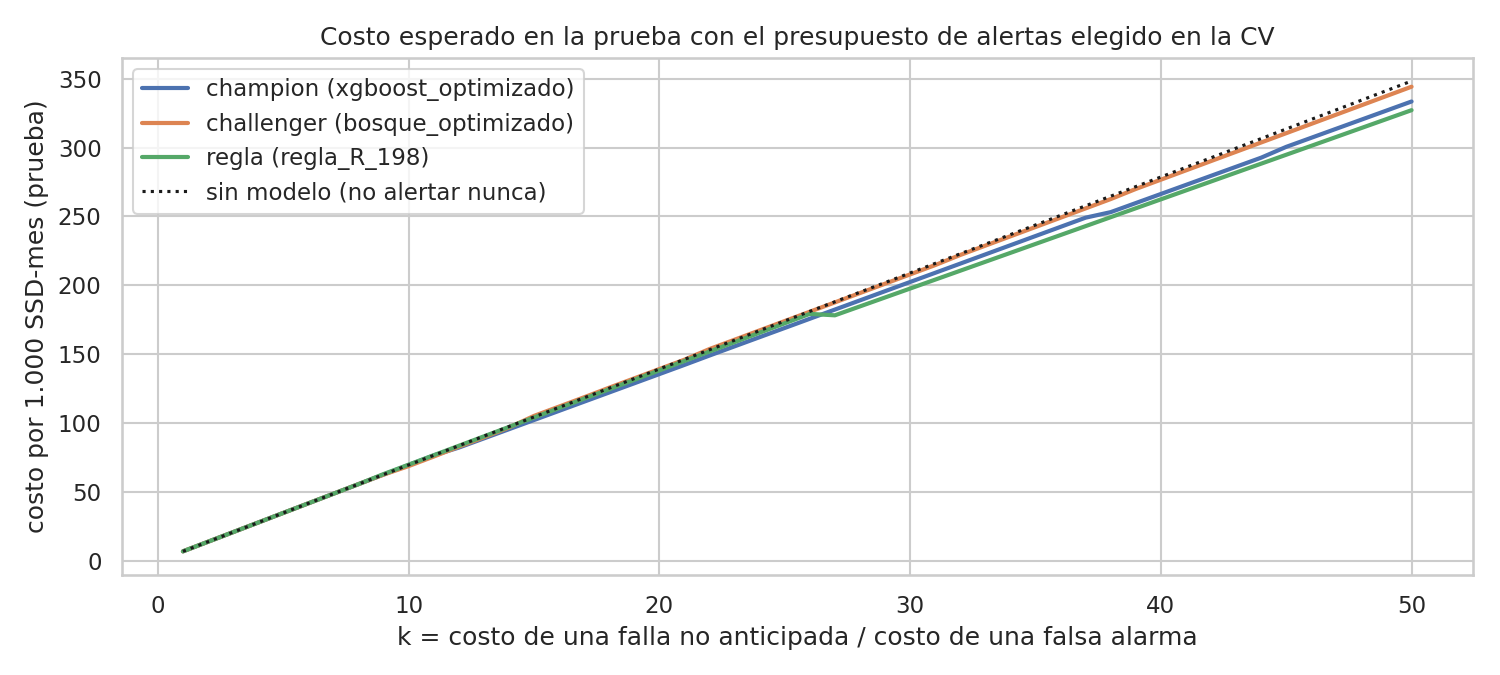 Costo esperado en la prueba con el presupuesto de alertas elegido en la CV
champion (xgboost_optimizado)
challenger (bosque_optimizado)
regla (regla_R_198)
sin modelo (no alertar nunca)
costo por 1.000 SSD-mes (prueba)
350
300
250
200
150
100
50
0
0 10 20 30 40 50
k = costo de una falla no anticipada / costo de una falsa alarma